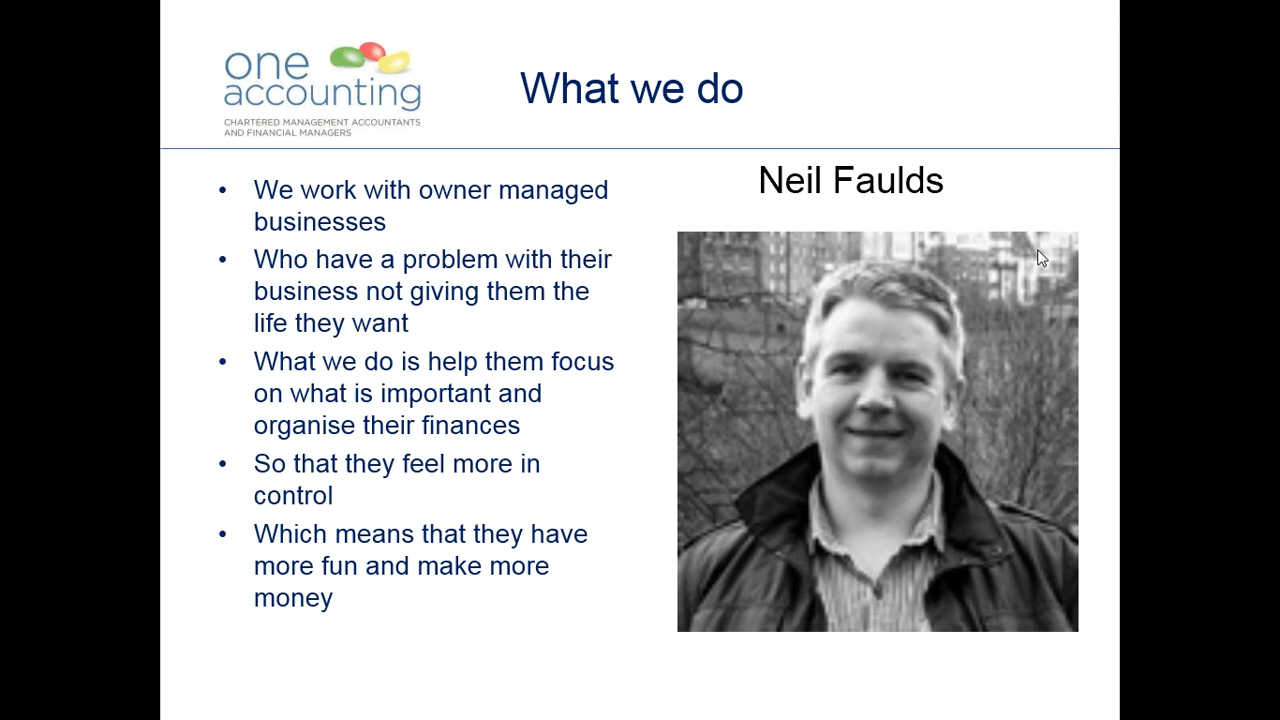 one
accounting
CHARTERED MANAGEMENT ACCOUNTANTS
AND FINANCIAL MANAGERS
What we do
• We work with owner managed
businesses
• Who have a problem with their
business not giving them the
life they want
• What we do is help them focus
on what is important and
organise their finances
• So that they feel more in
control
• Which means that they have
more fun and make more
money
Neil Faulds